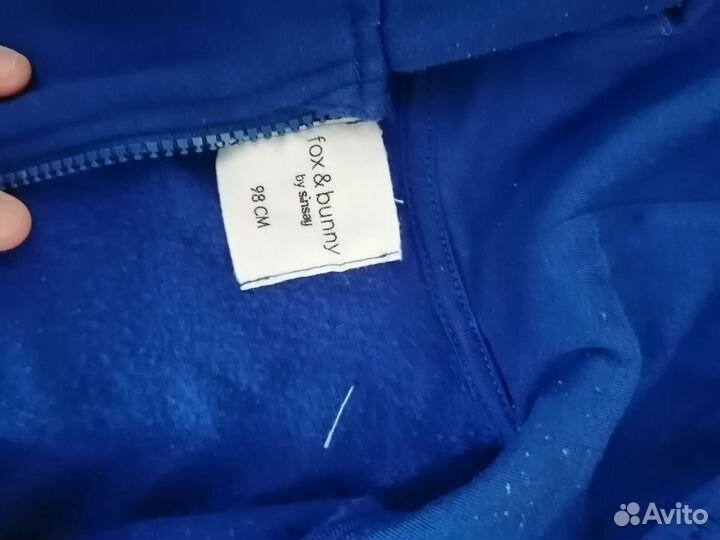 fox & bunny
by sinsay
98 CM
Avito